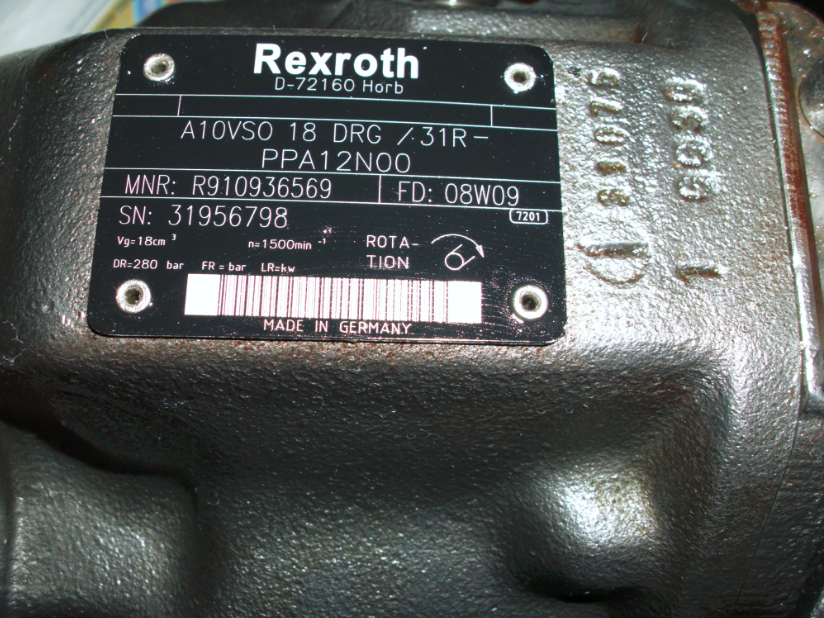 Rexroth
D-72160 Horb
A10VSO 18 DRG /31R-
PPA12N00
MNR: R910936569 FD: 08W09
SN: 31956798 7201
Vg=18cm³ n=1500min⁻¹ ROTA-
TION
DR=280 bar FR=bar LR=kw
MADE IN GERMANY